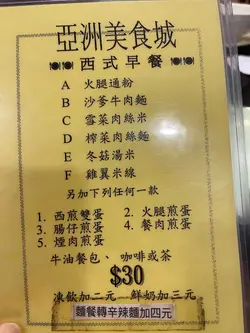 亞洲美食城
西式早餐
A 火腿通粉
B 沙爹牛肉麵
C 雪菜肉絲米
D 榨菜肉絲米
E 冬菇湯米
F 雞翼米線
另加下列任何一款
1. 西煎雙蛋 2. 火腿煎蛋
3. 腸仔煎蛋 4. 餐肉煎蛋
5. 煙肉煎蛋
牛油餐包、 咖啡或茶
$30
凍飲加二元 鮮奶加三元
麵餐轉辛辣麵加四元